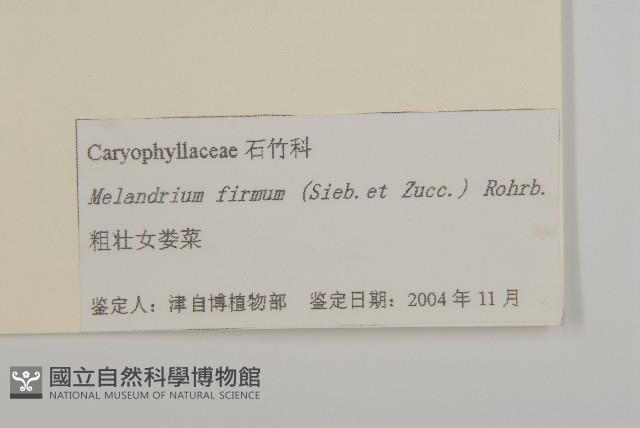 Caryophyllaceae 石竹科
Melandrium firmum (Sieb. et Zucc.) Rohrb.
粗壮女娄菜
鉴定人：津自博植物部 鉴定日期：2004 年 11 月
國立自然科學博物館
NATIONAL MUSEUM OF NATURAL SCIENCE